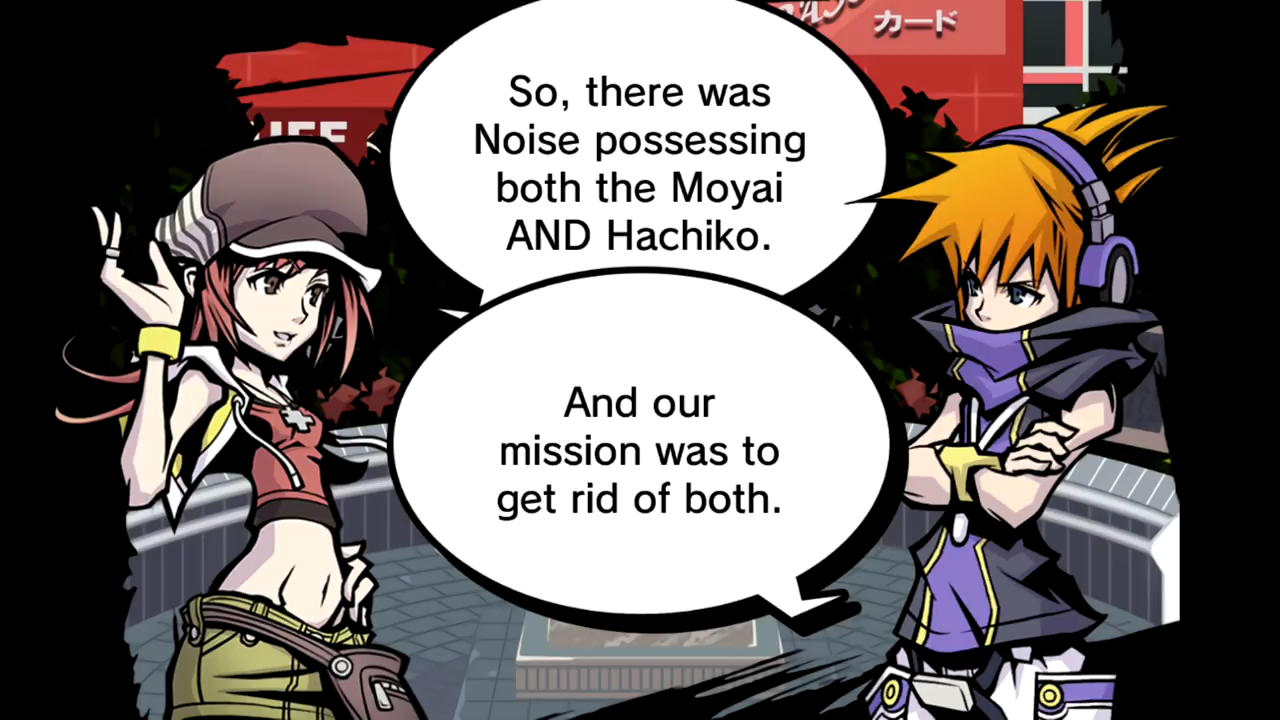 カード
So, there was
Noise possessing
both the Moyai
AND Hachiko.
And our
mission was to
get rid of both.